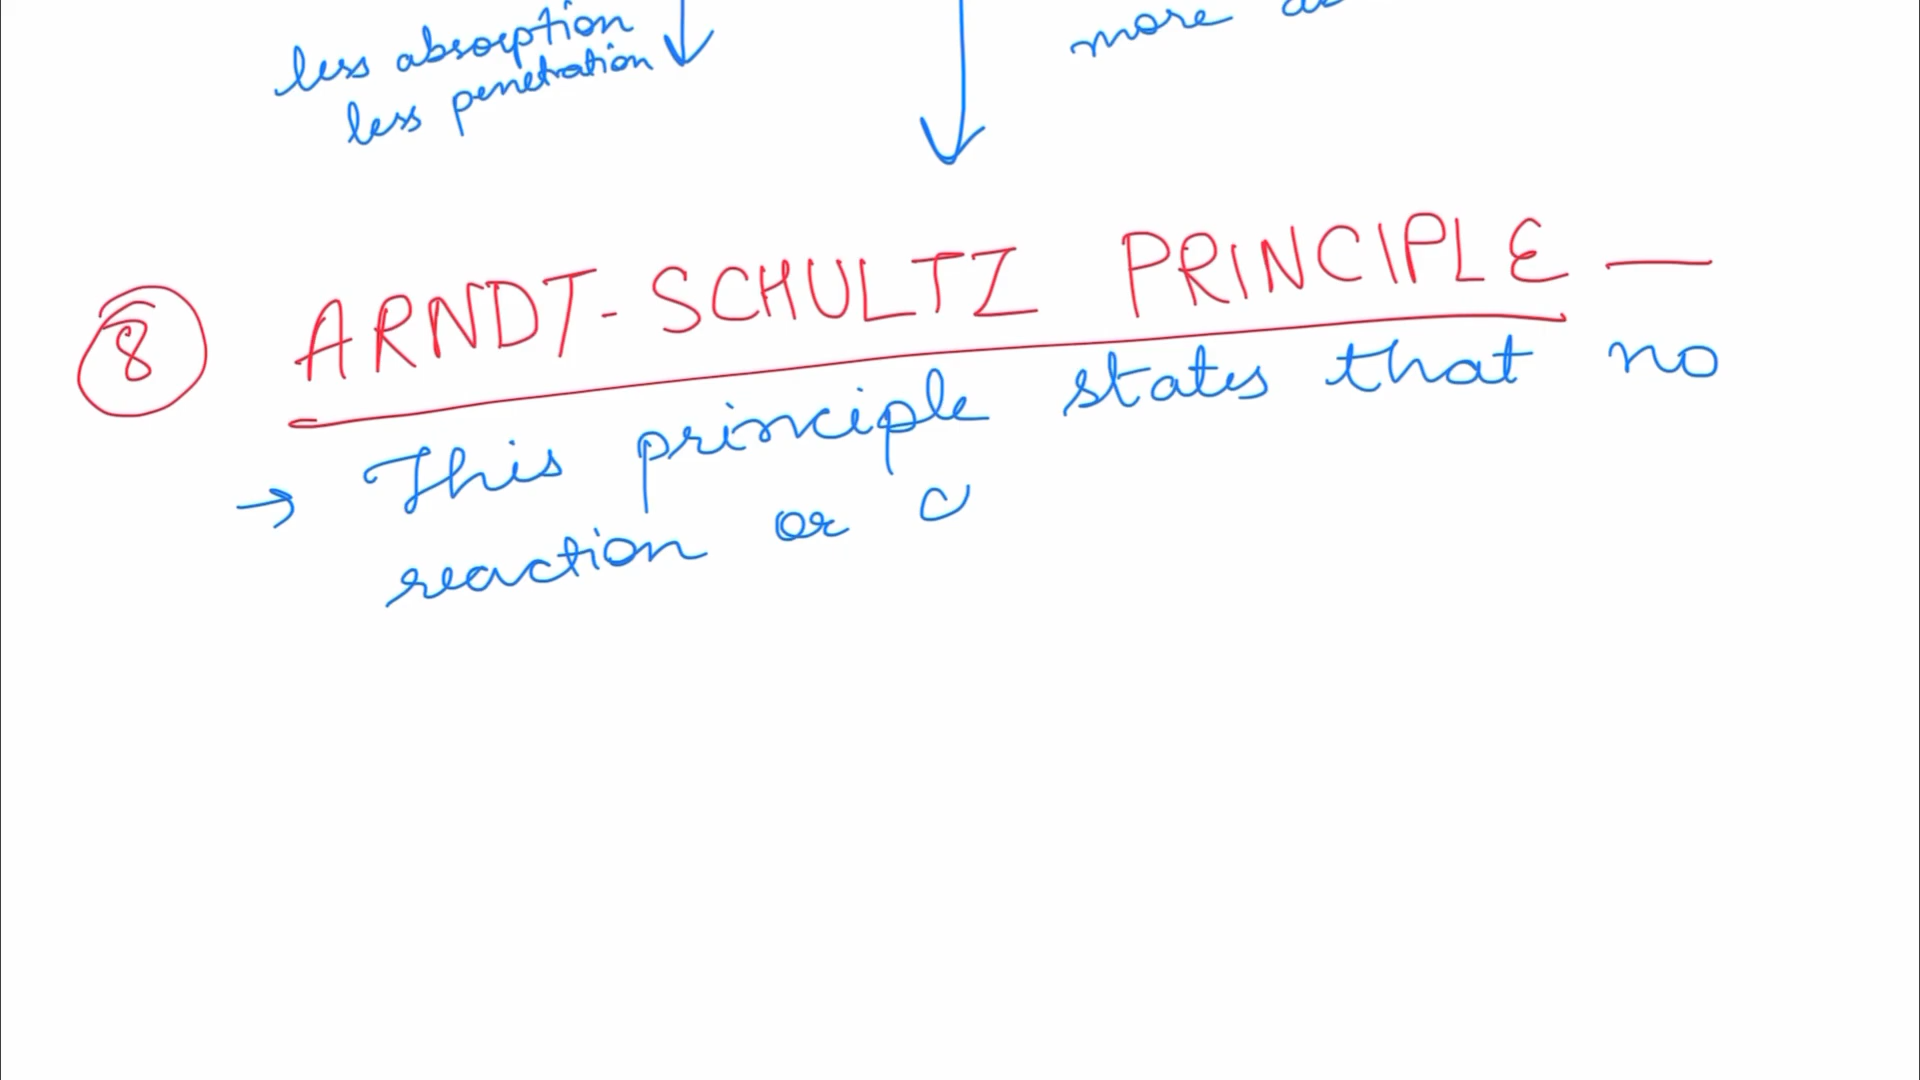 less absorption
less penetration
more
8 ARNDT-SCHULTZ PRINCIPLE —
→ This principle states that no
reaction or c